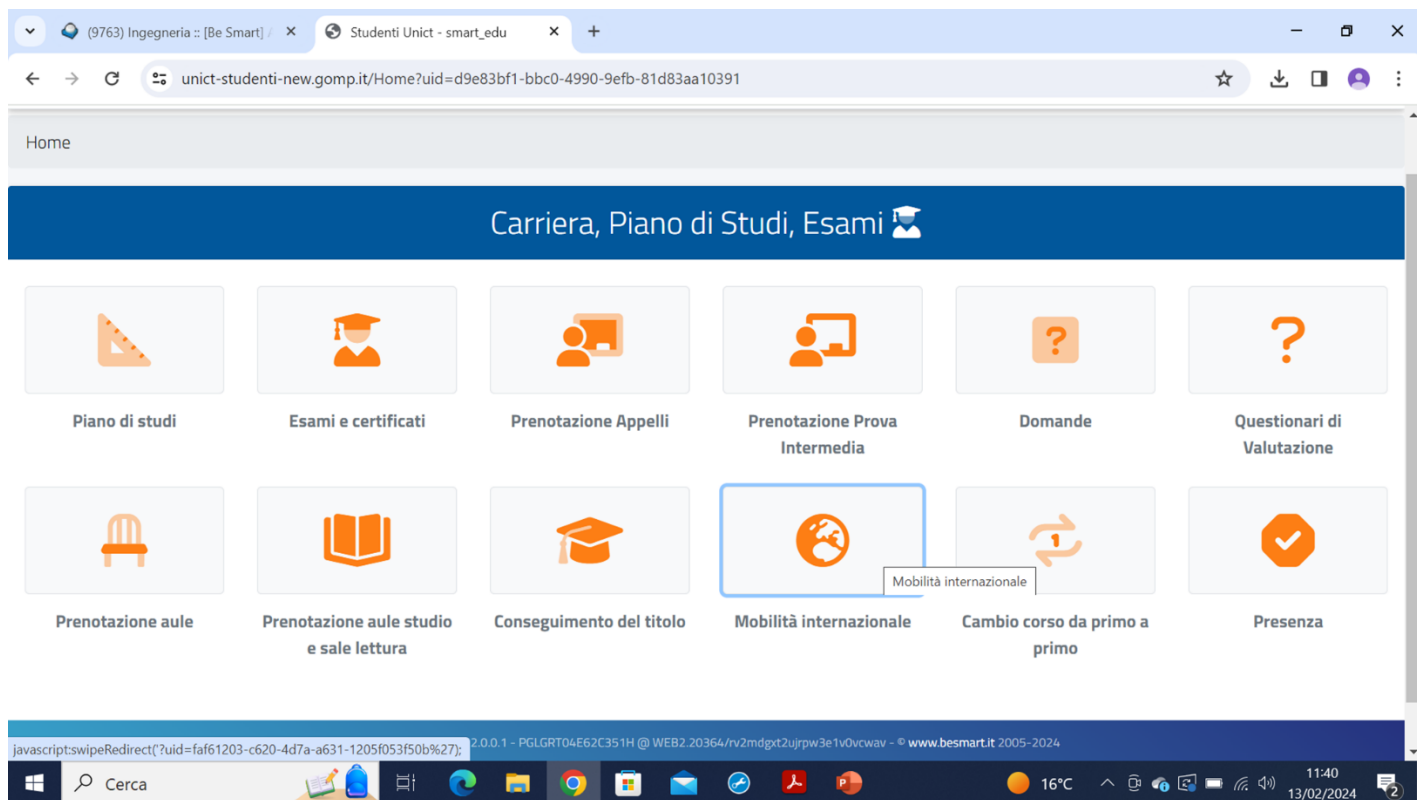 (9763) Ingegneria :: [Be Smart] /
Studenti Unict - smart_edu
unict-studenti-new.gomp.it/Home?uid=d9e83bf1-bbc0-4990-9efb-81d83aa10391
Home
Carriera, Piano di Studi, Esami
Piano di studi
Esami e certificati
Prenotazione Appelli
Prenotazione Prova
Intermedia
Domande
Questionari di
Valutazione
1
Mobilità internazionale
Prenotazione aule
Prenotazione aule studio
e sale lettura
Conseguimento del titolo
Mobilità internazionale
Cambio corso da primo a
primo
Presenza
javascript:swipeRedirect('?uid=faf61203-c620-4d7a-a631-1205f053f50b%27);
2.0.0.1 - PGLGRT04E62C351H @ WEB2.20364/rv2mdgxt2ujrpw3e1v0vcwav - © www.besmart.it 2005-2024
Cerca
16°C
11:40
13/02/2024
2